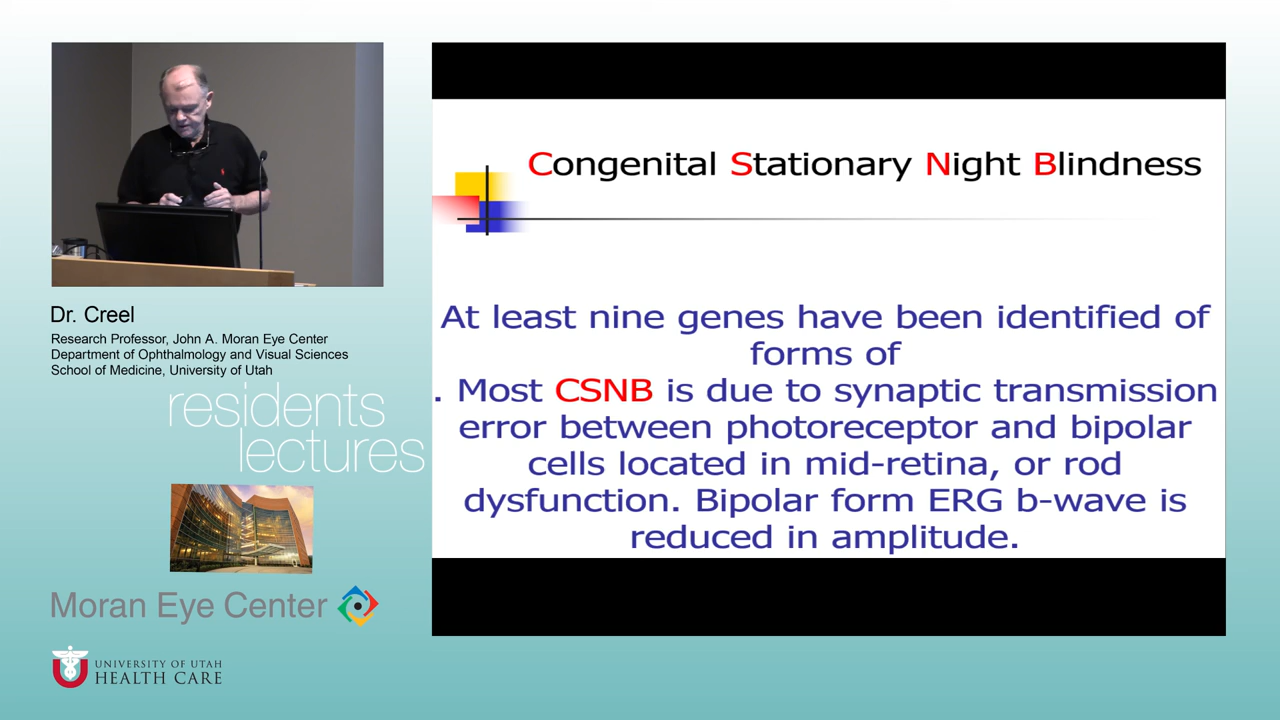 Congenital Stationary Night Blindness
At least nine genes have been identified of
forms of
. Most CSNB is due to synaptic transmission
error between photoreceptor and bipolar
cells located in mid-retina, or rod
dysfunction. Bipolar form ERG b-wave is
reduced in amplitude.
Dr. Creel
Research Professor, John A. Moran Eye Center
Department of Ophthalmology and Visual Sciences
School of Medicine, University of Utah
residents
lectures
Moran Eye Center
UNIVERSITY OF UTAH
HEALTH CARE